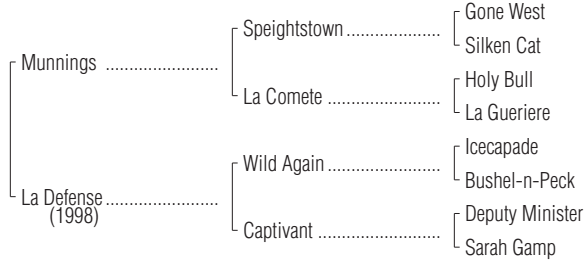 Gone West
Speightstown ....................
Silken Cat
Munnings ........................
Holy Bull
La Comete ........................
La Gueriere
Icecapade
Wild Again ........................
Bushel-n-Peck
La Defense ........................
(1998)
Deputy Minister
Captivant ........................
Sarah Gamp